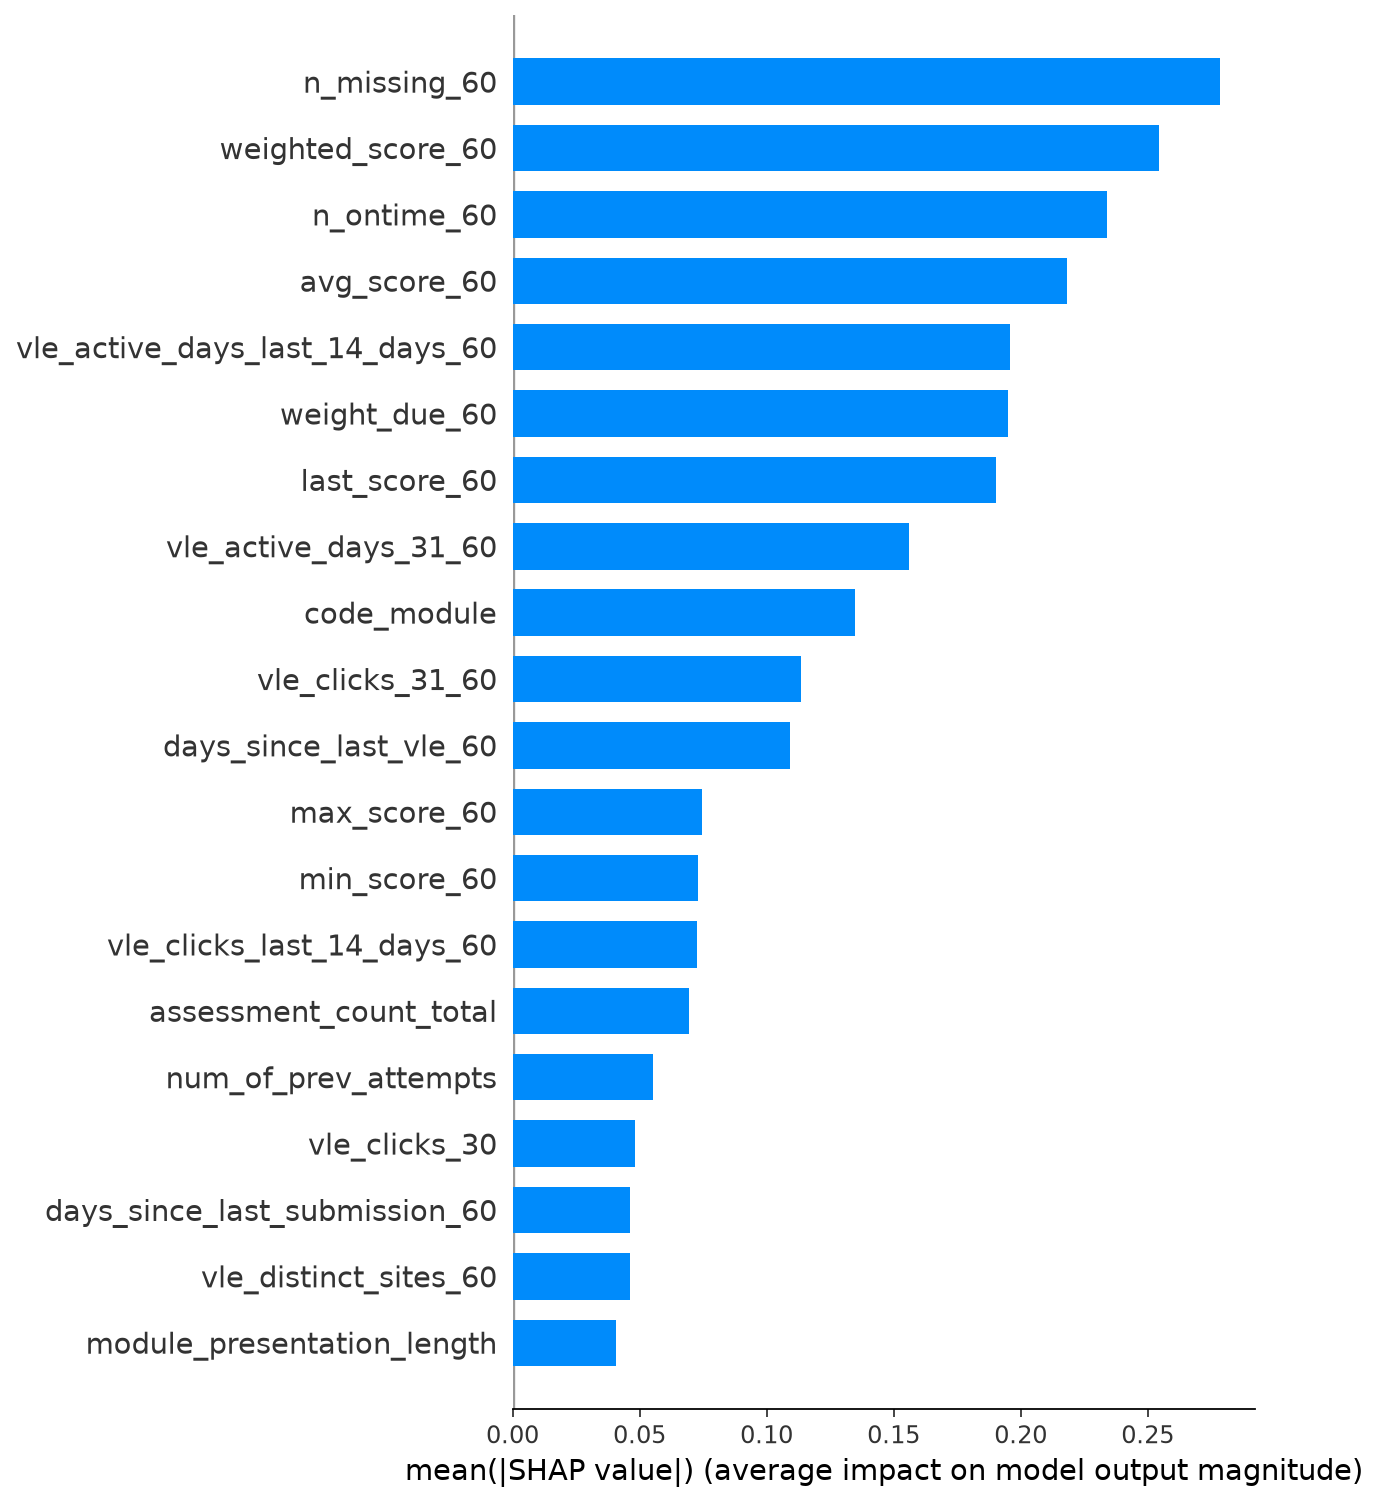 n_missing_60
weighted_score_60
n_ontime_60
avg_score_60
vle_active_days_last_14_days_60
weight_due_60
last_score_60
vle_active_days_31_60
code_module
vle_clicks_31_60
days_since_last_vle_60
max_score_60
min_score_60
vle_clicks_last_14_days_60
assessment_count_total
num_of_prev_attempts
vle_clicks_30
days_since_last_submission_60
vle_distinct_sites_60
module_presentation_length
0.00 0.05 0.10 0.15 0.20 0.25
mean(|SHAP value|) (average impact on model output magnitude)